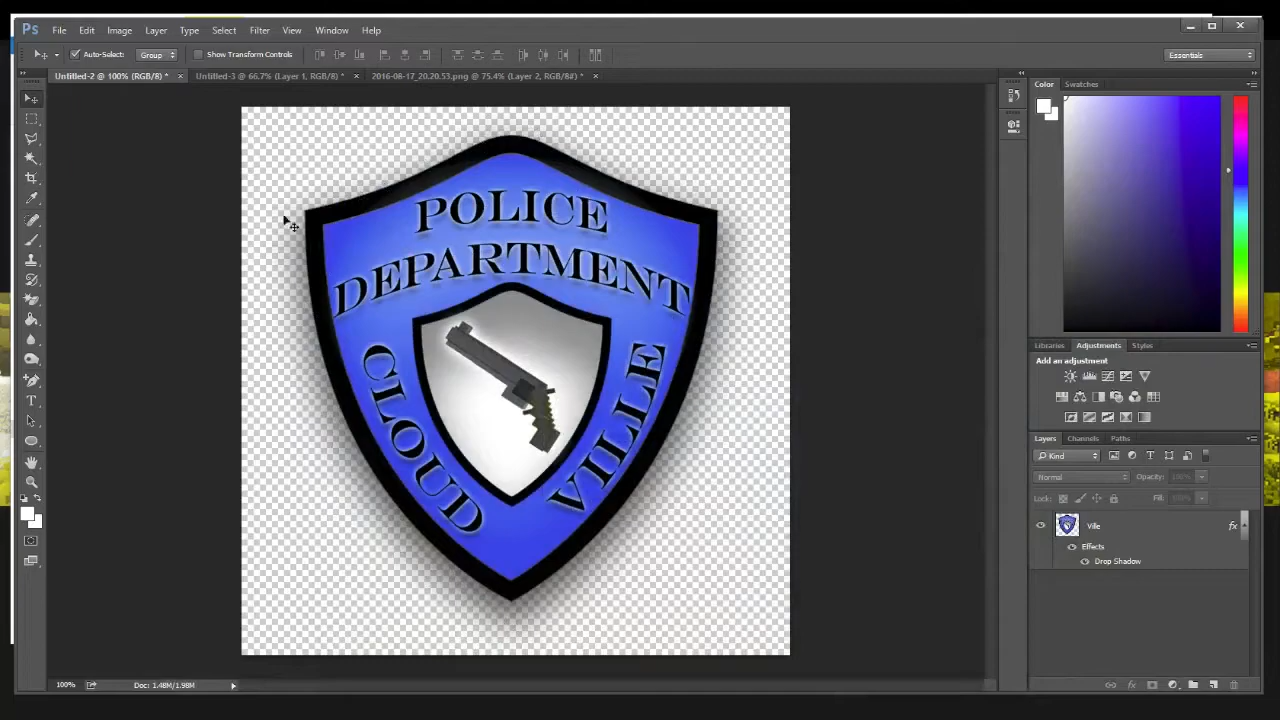 Ps File Edit Image Layer Type Select Filter View Window Help
Auto-Select: Group Show Transform Controls Essentials
Untitled-2 @ 100% (RGB/8) * × Untitled-3 @ 66.7% (Layer 1, RGB/8) * × 2016-08-17_20.20.53.png @ 75.4% (Layer 2, RGB/8#) * ×
Color Swatches
POLICE
DEPARTMENT
CLOUD
VILLE
Libraries Adjustments Styles
Add an adjustment
Layers Channels Paths
Kind
Normal Opacity: 100%
Lock: Fill: 100%
Ville fx
Effects
Drop Shadow
100% Doc: 1.48M/1.98M